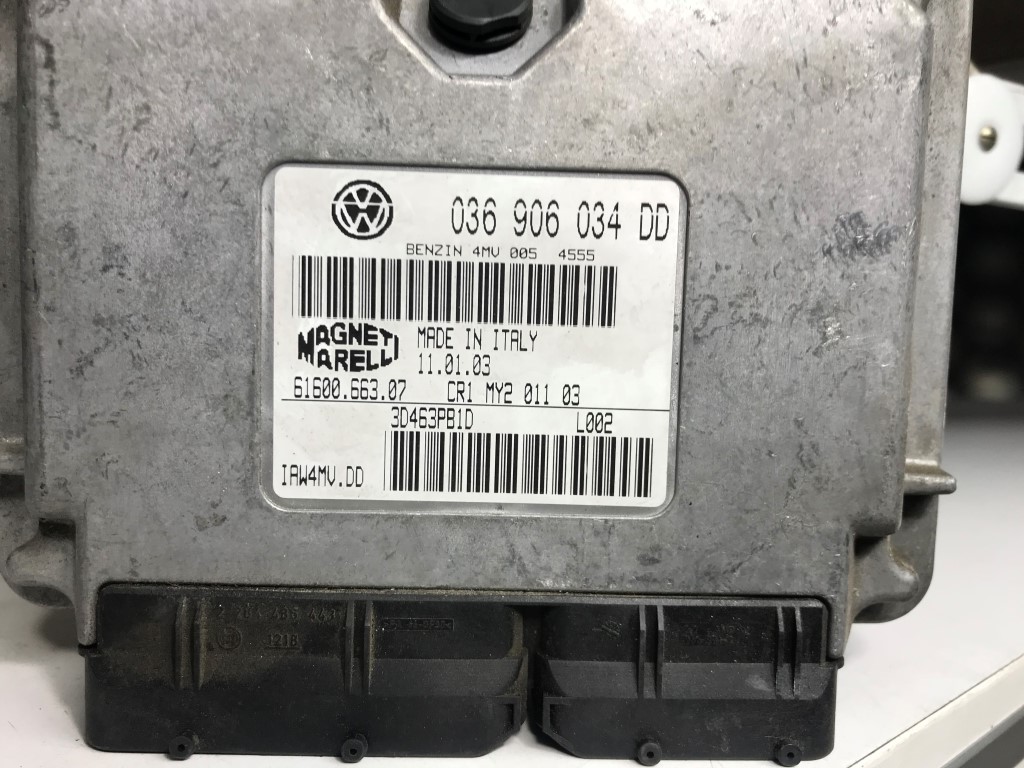 036 906 034 DD
BENZIN 4MV 005 4555
MAGNETI MARELLI
MADE IN ITALY
11.01.03
61600.663.07 CR1 MY2 011 03
3D463PB1D L002
IAW4MV.DD
1218